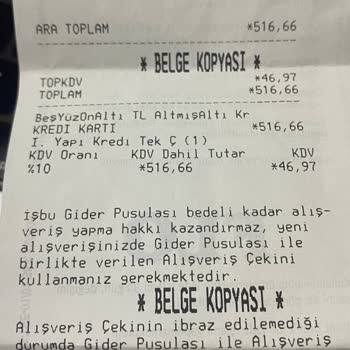 ARA TOPLAM *516,66
* BELGE KOPYASI *
TOPKDV *46,97
TOPLAM *516,66
BeşYüzOnAltı TL AltmışAltı Kr
KREDİ KARTI *516,66
I. Yapı Kredi Tek Ç (1)
KDV Oranı KDV Dahil Tutar KDV
%10 *516,66 *46,97
İşbu Gider Pusulası bedeli kadar alış-
veriş yapma hakkı kazandırmaz, yeni
alışverişinizde Gider Pusulası ile
birlikte verilen Alışveriş Çekini
kullanmanız gerekmektedir.
* BELGE KOPYASI *
Alışveriş Çekinin ibraz edilemediği
durumda Gider Pusulası ile Alışveriş